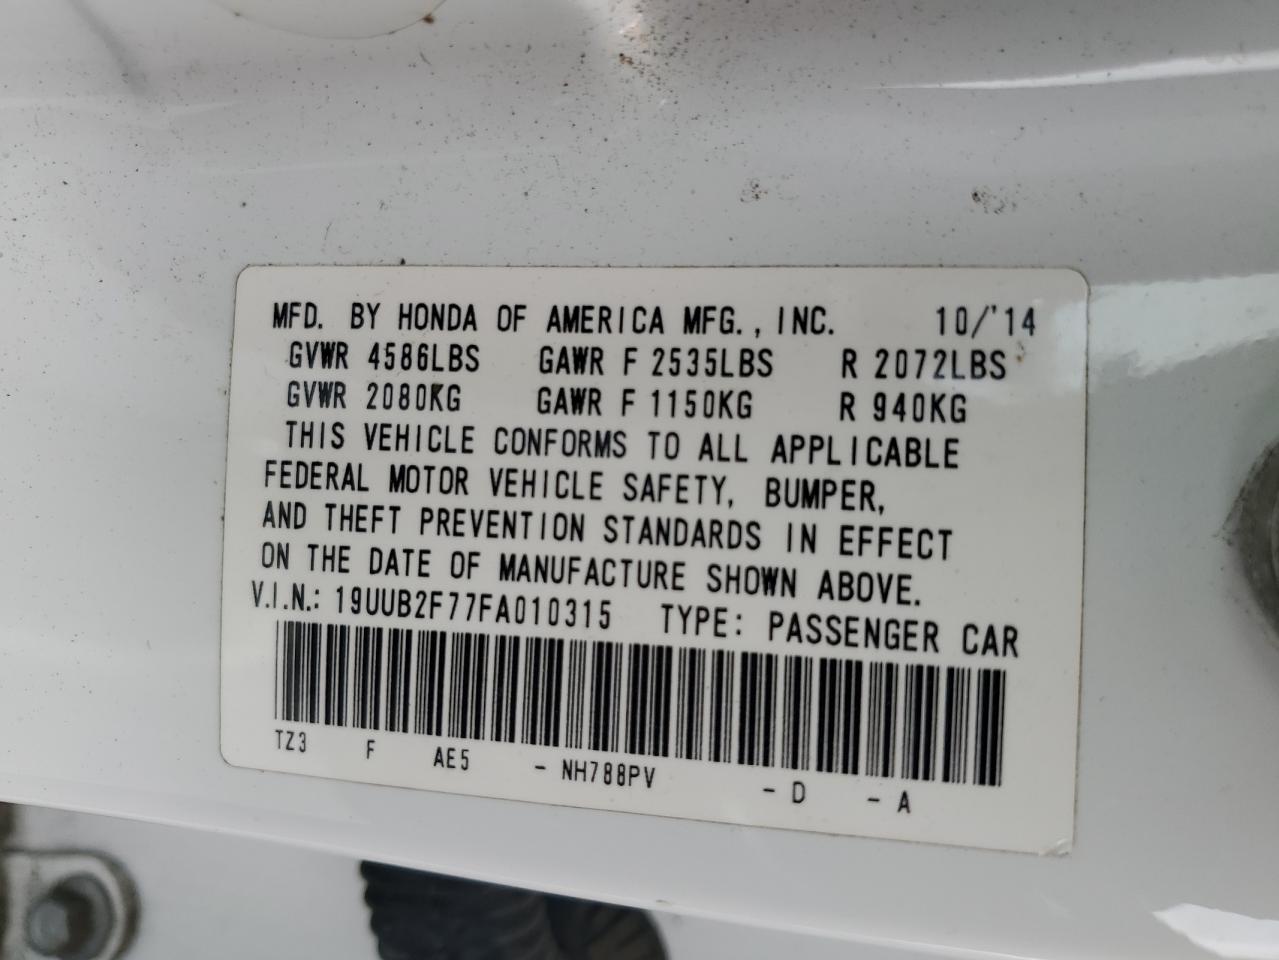 MFD. BY HONDA OF AMERICA MFG., INC. 10/'14
GVWR 4586LBS GAWR F 2535LBS R 2072LBS
GVWR 2080KG GAWR F 1150KG R 940KG
THIS VEHICLE CONFORMS TO ALL APPLICABLE
FEDERAL MOTOR VEHICLE SAFETY, BUMPER,
AND THEFT PREVENTION STANDARDS IN EFFECT
ON THE DATE OF MANUFACTURE SHOWN ABOVE.
V.I.N.: 19UUB2F77FA010315 TYPE: PASSENGER CAR
TZ3 F AE5 - NH788PV - D - A